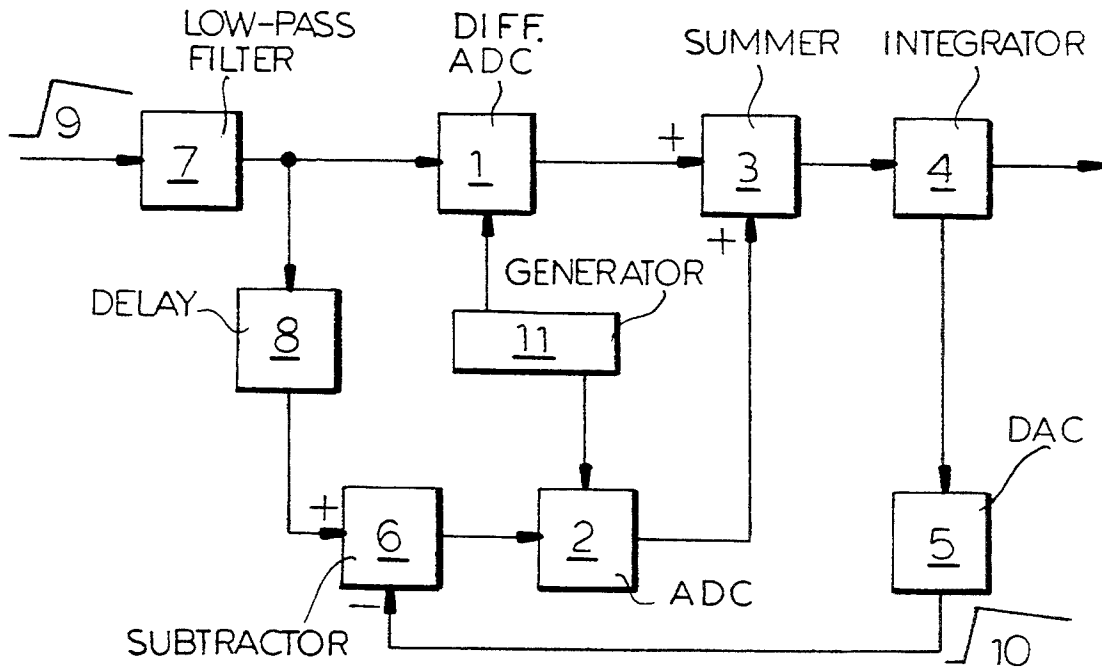 LOW-PASS
FILTER
DIFF.
ADC
SUMMER
INTEGRATOR
9
7
1
+
3
4
+
GENERATOR
DELAY
8
11
DAC
+
6
2
5
−
ADC
SUBTRACTOR
10